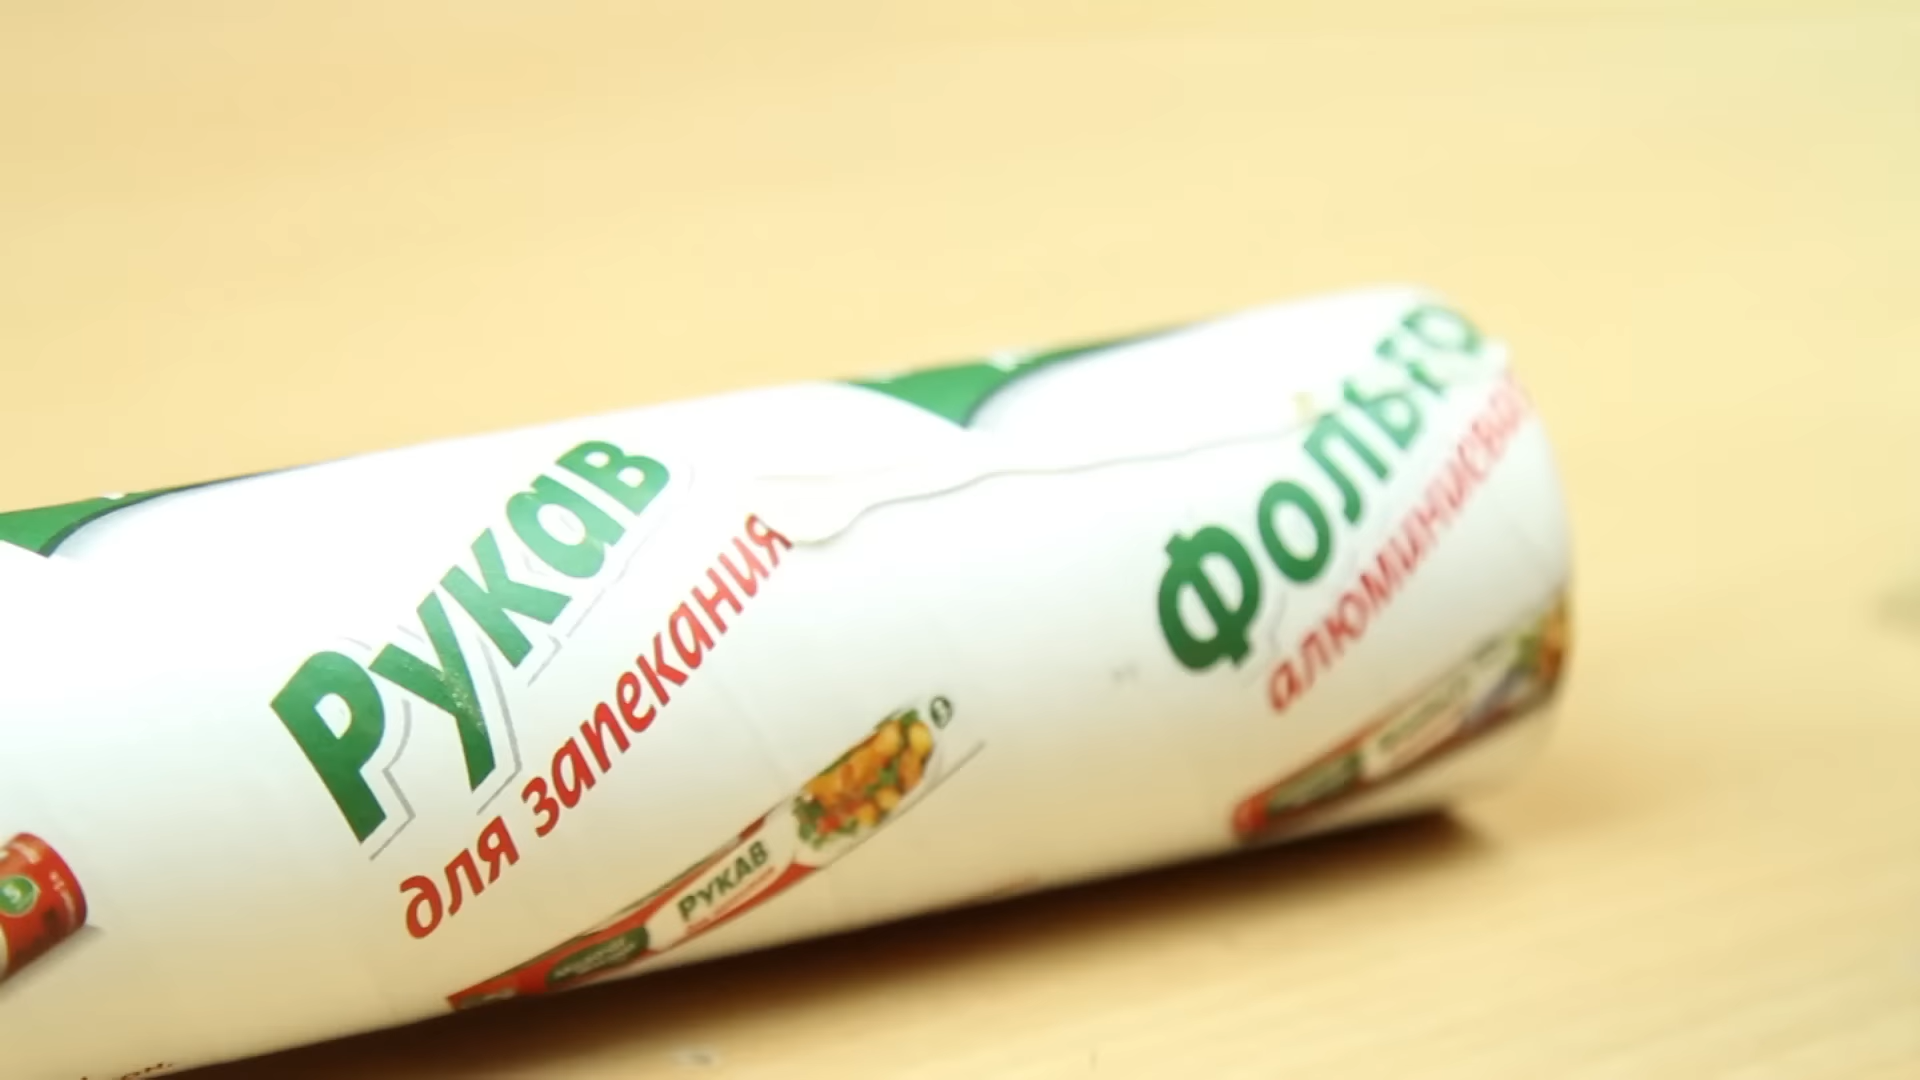 Рукав
для запекания
РУКАВ
Фольга
алюминиевая